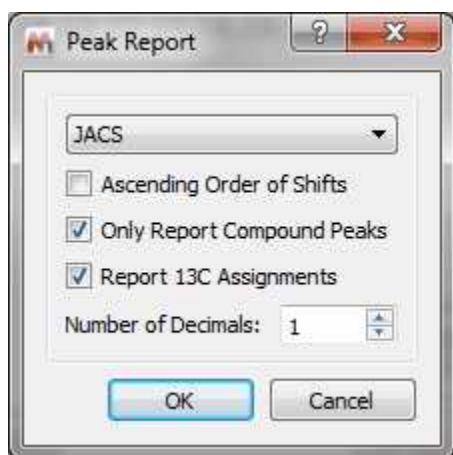 Peak Report
?
JACS
Ascending Order of Shifts
Only Report Compound Peaks
Report 13C Assignments
Number of Decimals: 1
OK Cancel